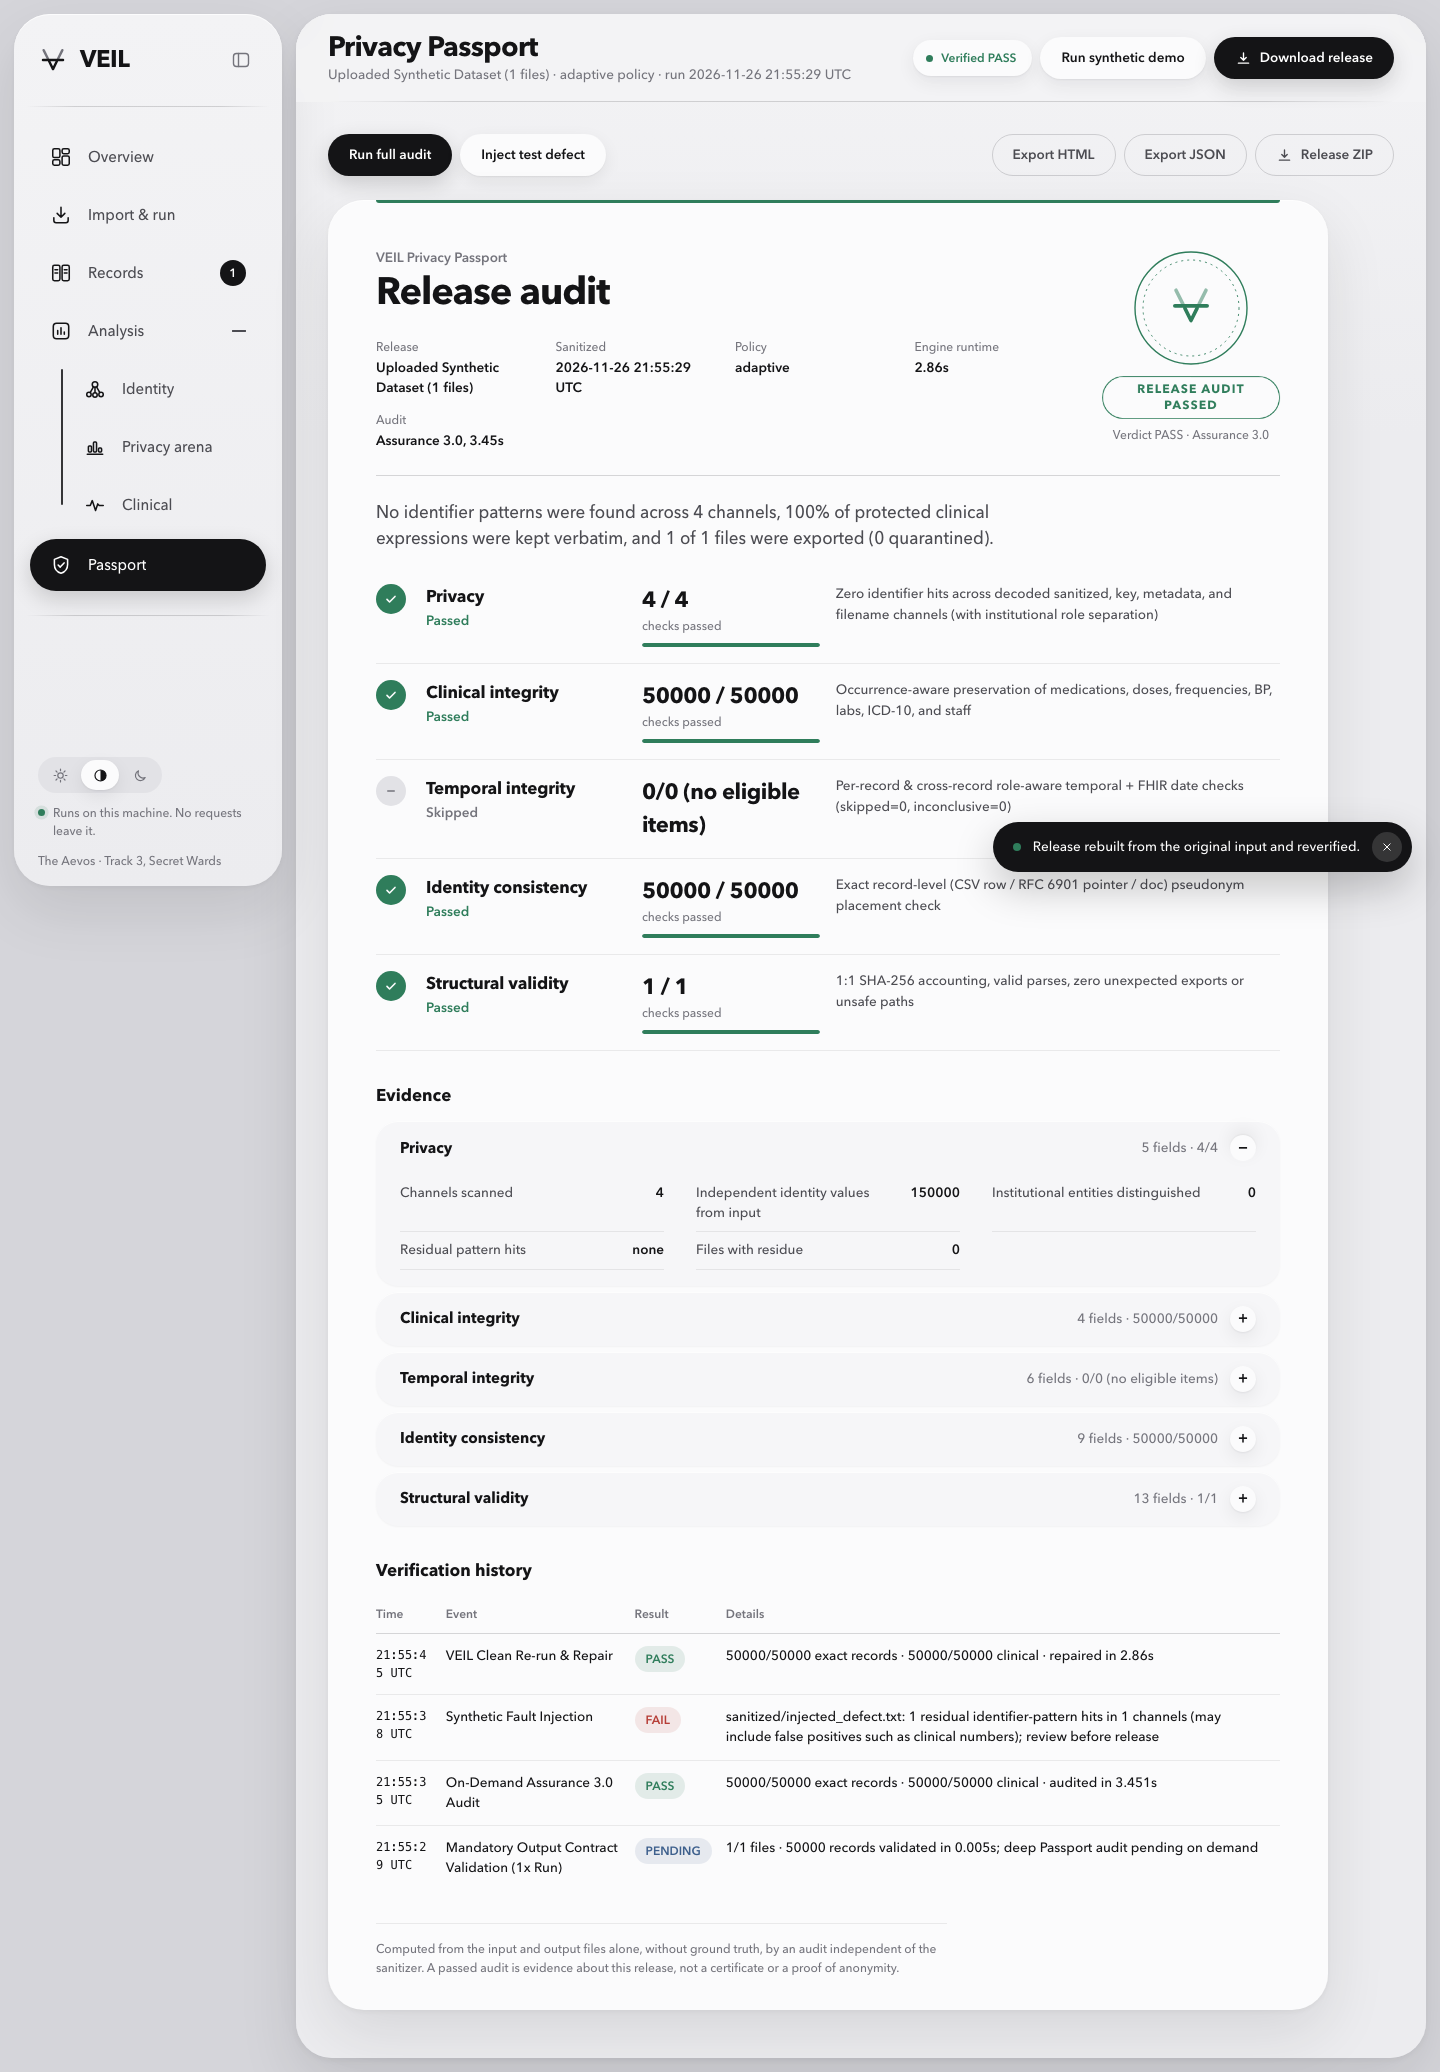 VEIL
Overview
Import & run
Records 1
Analysis
Identity
Privacy arena
Clinical
Passport
Runs on this machine. No requests
leave it.
The Aevos · Track 3, Secret Wards
Privacy Passport
Uploaded Synthetic Dataset (1 files) · adaptive policy · run 2026-11-26 21:55:29 UTC
Verified PASS
Run synthetic demo
Download release
Run full audit
Inject test defect
Export HTML
Export JSON
Release ZIP
VEIL Privacy Passport
Release audit
Release
Uploaded Synthetic
Dataset (1 files)
Sanitized
2026-11-26 21:55:29
UTC
Policy
adaptive
Engine runtime
2.86s
Audit
Assurance 3.0, 3.45s
RELEASE AUDIT
PASSED
Verdict PASS · Assurance 3.0
No identifier patterns were found across 4 channels, 100% of protected clinical
expressions were kept verbatim, and 1 of 1 files were exported (0 quarantined).
Privacy
Passed
4 / 4
checks passed
Zero identifier hits across decoded sanitized, key, metadata, and
filename channels (with institutional role separation)
Clinical integrity
Passed
50000 / 50000
checks passed
Occurrence-aware preservation of medications, doses, frequencies, BP,
labs, ICD-10, and staff
Temporal integrity
Skipped
0/0 (no eligible
items)
Per-record & cross-record role-aware temporal + FHIR date checks
(skipped=0, inconclusive=0)
Release rebuilt from the original input and reverified.
Identity consistency
Passed
50000 / 50000
checks passed
Exact record-level (CSV row / RFC 6901 pointer / doc) pseudonym
placement check
Structural validity
Passed
1 / 1
checks passed
1:1 SHA-256 accounting, valid parses, zero unexpected exports or
unsafe paths
Evidence
Privacy 5 fields · 4/4
Channels scanned 4
Independent identity values
from input 150000
Institutional entities distinguished 0
Residual pattern hits none
Files with residue 0
Clinical integrity 4 fields · 50000/50000
Temporal integrity 6 fields · 0/0 (no eligible items)
Identity consistency 9 fields · 50000/50000
Structural validity 13 fields · 1/1
Verification history
Time Event Result Details
21:55:4
5 UTC
VEIL Clean Re-run & Repair
PASS
50000/50000 exact records · 50000/50000 clinical · repaired in 2.86s
21:55:3
8 UTC
Synthetic Fault Injection
FAIL
sanitized/injected_defect.txt: 1 residual identifier-pattern hits in 1 channels (may
include false positives such as clinical numbers); review before release
21:55:3
5 UTC
On-Demand Assurance 3.0
Audit
PASS
50000/50000 exact records · 50000/50000 clinical · audited in 3.451s
21:55:2
9 UTC
Mandatory Output Contract
Validation (1x Run)
PENDING
1/1 files · 50000 records validated in 0.005s; deep Passport audit pending on demand
Computed from the input and output files alone, without ground truth, by an audit independent of the
sanitizer. A passed audit is evidence about this release, not a certificate or a proof of anonymity.